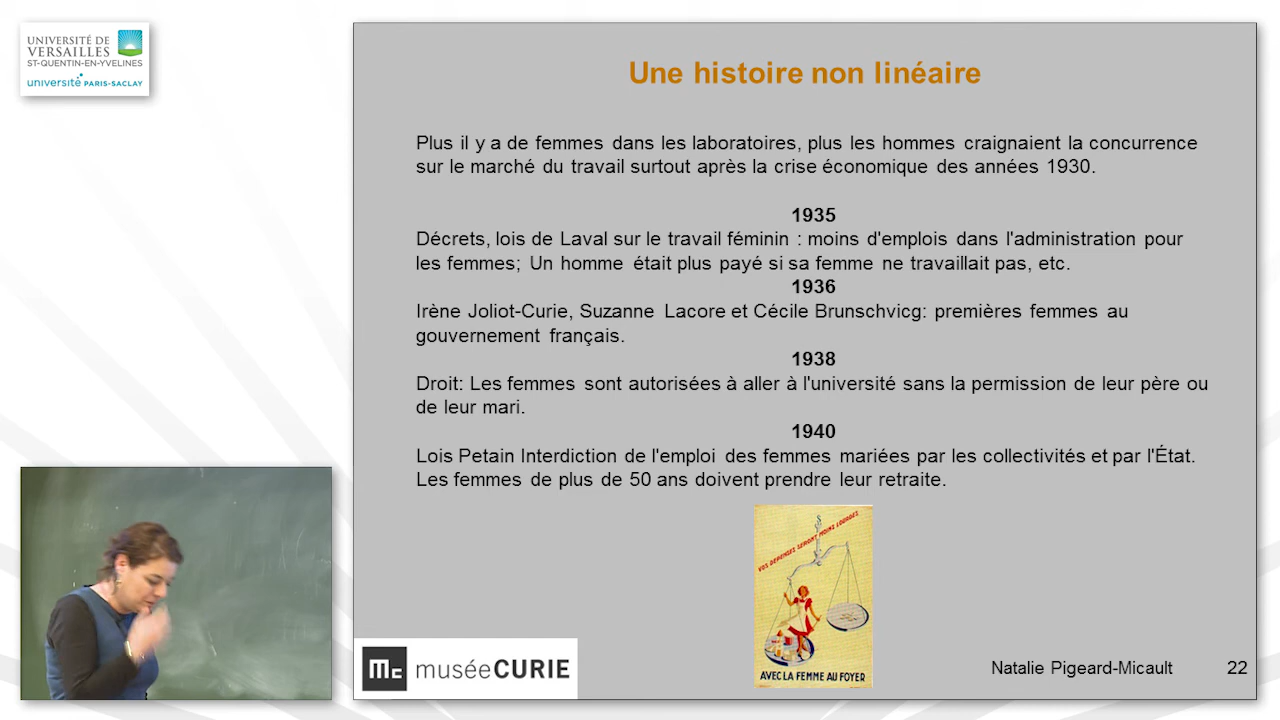 UNIVERSITÉ DE
VERSAILLES
ST-QUENTIN-EN-YVELINES
université PARIS-SACLAY
Une histoire non linéaire
Plus il y a de femmes dans les laboratoires, plus les hommes craignaient la concurrence
sur le marché du travail surtout après la crise économique des années 1930.
1935
Décrets, lois de Laval sur le travail féminin : moins d'emplois dans l'administration pour
les femmes; Un homme était plus payé si sa femme ne travaillait pas, etc.
1936
Irène Joliot-Curie, Suzanne Lacore et Cécile Brunschvicg: premières femmes au
gouvernement français.
1938
Droit: Les femmes sont autorisées à aller à l'université sans la permission de leur père ou
de leur mari.
1940
Lois Petain Interdiction de l'emploi des femmes mariées par les collectivités et par l'État.
Les femmes de plus de 50 ans doivent prendre leur retraite.
VOS DEPENSES SERONT MOINS LOURDES
AVEC LA FEMME AU FOYER
Mc muséeCURIE
Natalie Pigeard-Micault
22